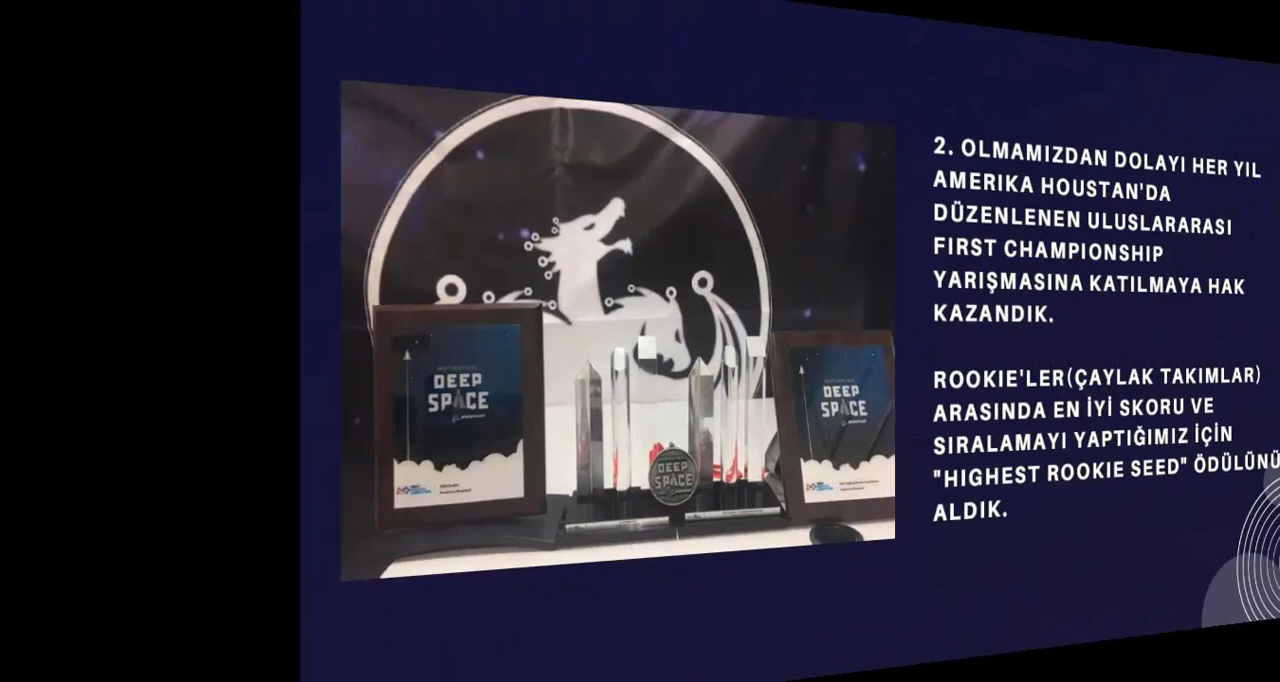 DEEP
SPACE
DEEP
SPACE
DEEP
SPACE
2. OLMAMIZDAN DOLAYI HER YIL
AMERIKA HOUSTAN'DA
DÜZENLENEN ULUSLARARASI
FIRST CHAMPIONSHIP
YARIŞMASINA KATILMAYA HAK
KAZANDIK.
ROOKIE'LER(ÇAYLAK TAKIMLAR)
ARASINDA EN İYİ SKORU VE
SIRALAMAYI YAPTIĞIMIZ İÇİN
"HIGHEST ROOKIE SEED" ÖDÜLÜNÜ
ALDIK.